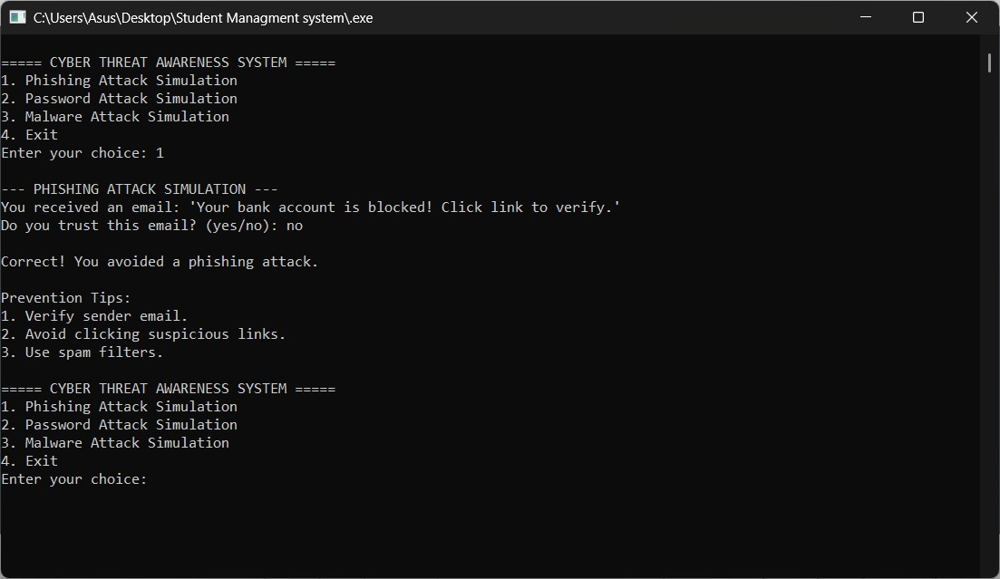 C:\Users\Asus\Desktop\Student Managment system\.exe
===== CYBER THREAT AWARENESS SYSTEM =====
1. Phishing Attack Simulation
2. Password Attack Simulation
3. Malware Attack Simulation
4. Exit
Enter your choice: 1
--- PHISHING ATTACK SIMULATION ---
You received an email: 'Your bank account is blocked! Click link to verify.'
Do you trust this email? (yes/no): no
Correct! You avoided a phishing attack.
Prevention Tips:
1. Verify sender email.
2. Avoid clicking suspicious links.
3. Use spam filters.
===== CYBER THREAT AWARENESS SYSTEM =====
1. Phishing Attack Simulation
2. Password Attack Simulation
3. Malware Attack Simulation
4. Exit
Enter your choice: